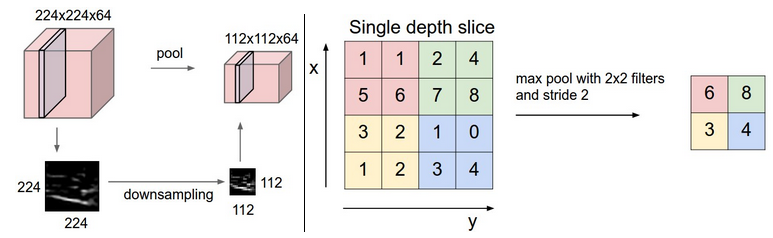 224x224x64
pool
112x112x64
224
downsampling
112
224
112
Single depth slice
x
1 1 2 4
5 6 7 8
3 2 1 0
1 2 3 4
y
max pool with 2x2 filters
and stride 2
6 8
3 4